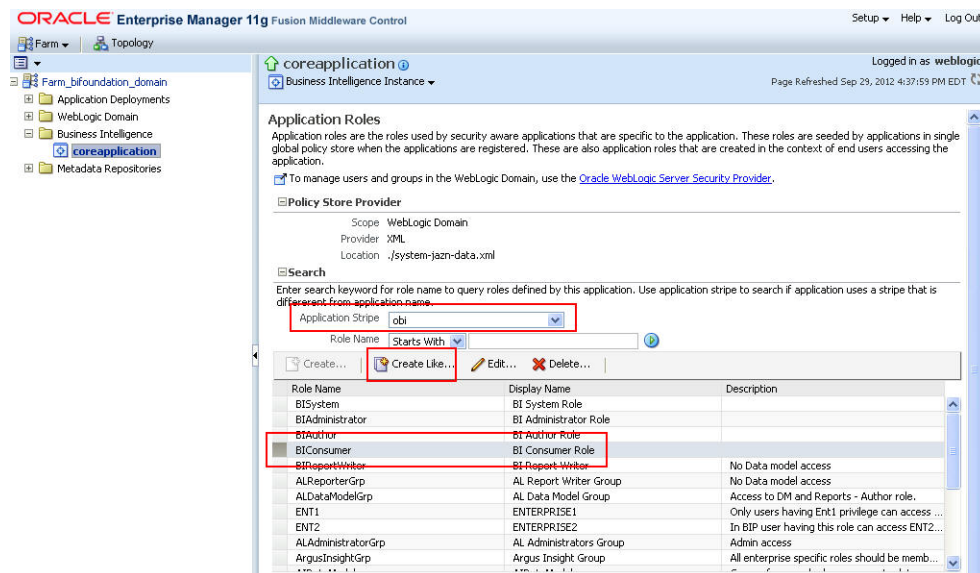 ORACLE Enterprise Manager 11g Fusion Middleware Control
Setup Help Log Out
Farm Topology
Farm_bifoundation_domain
Application Deployments
WebLogic Domain
Business Intelligence
coreapplication
Metadata Repositories
coreapplication
Logged in as weblogic
Business Intelligence Instance
Page Refreshed Sep 29, 2012 4:37:59 PM EDT
Application Roles
Application roles are the roles used by security aware applications that are specific to the application. These roles are seeded by applications in single
global policy store when the applications are registered. These are also application roles that are created in the context of end users accessing the
application.
To manage users and groups in the WebLogic Domain, use the Oracle WebLogic Server Security Provider.
Policy Store Provider
Scope WebLogic Domain
Provider XML
Location ./system-jazn-data.xml
Search
Enter search keyword for role name to query roles defined by this application. Use application stripe to search if application uses a stripe that is
differerent from application name.
Application Stripe obi
Role Name Starts With
Create... Create Like... Edit... Delete...
Role Name Display Name Description
BISystem BI System Role
BIAdministrator BI Administrator Role
BIAuthor BI Author Role
BIConsumer BI Consumer Role
BIReportWriter BI Report Writer No Data model access
ALReporterGrp AL Report Writer Group No Data model access
ALDataModelGrp AL Data Model Group Access to DM and Reports - Author role.
ENT1 ENTERPRISE1 Only users having Ent1 privilege can access ...
ENT2 ENTERPRISE2 In BIP user having this role can access ENT2...
ALAdministratorGrp AL Administrators Group Admin access
ArgusInsightGrp Argus Insight Group All enterprise specific roles should be memb...